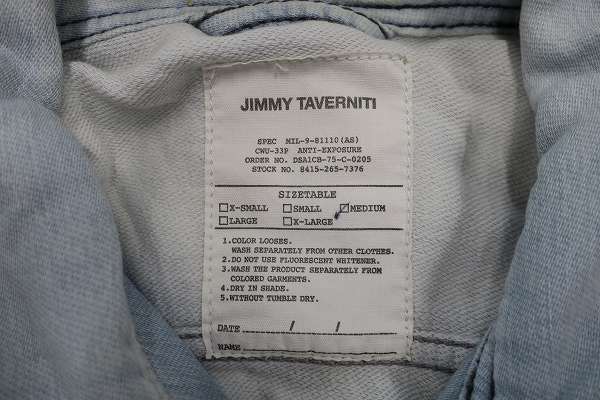 JIMMY TAVERNITI
SPEC MIL-9-81110(AS)
CWU-33P ANTI-EXPOSURE
ORDER NO. DSA1CB-75-C-0205
STOCK NO. 8415-265-7376
SIZETABLE
☐X-SMALL ☐SMALL ☑MEDIUM
☐LARGE ☐X-LARGE
1.COLOR LOOSES.
WASH SEPARATELY FROM OTHER CLOTHES.
2.DO NOT USE FLUORESCENT WHITENER.
3.WASH THE PRODUCT SEPARATELY FROM
COLORED GARMENTS.
4.DRY IN SHADE.
5.WITHOUT TUMBLE DRY.
DATE / /
NAME